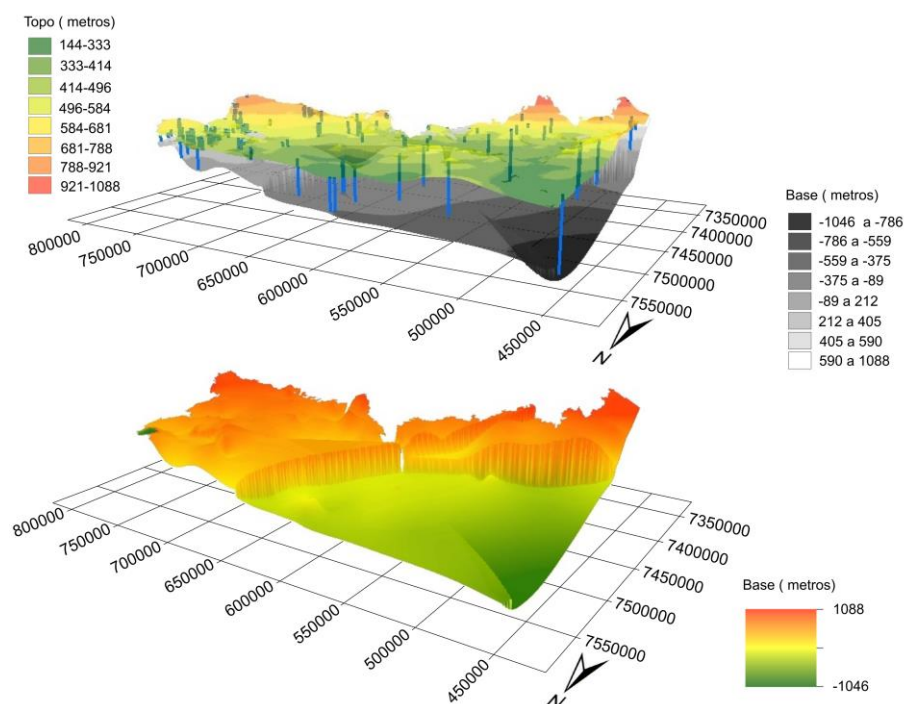 Topo ( metros)
144-333
333-414
414-496
496-584
584-681
681-788
788-921
921-1088
Base ( metros)
-1046 a -786
-786 a -559
-559 a -375
-375 a -89
-89 a 212
212 a 405
405 a 590
590 a 1088
800000
750000
700000
650000
600000
550000
500000
450000
7350000
7400000
7450000
7500000
7550000
N
800000
750000
700000
650000
600000
550000
500000
450000
7350000
7400000
7450000
7500000
7550000
N
Base ( metros)
1088
-1046